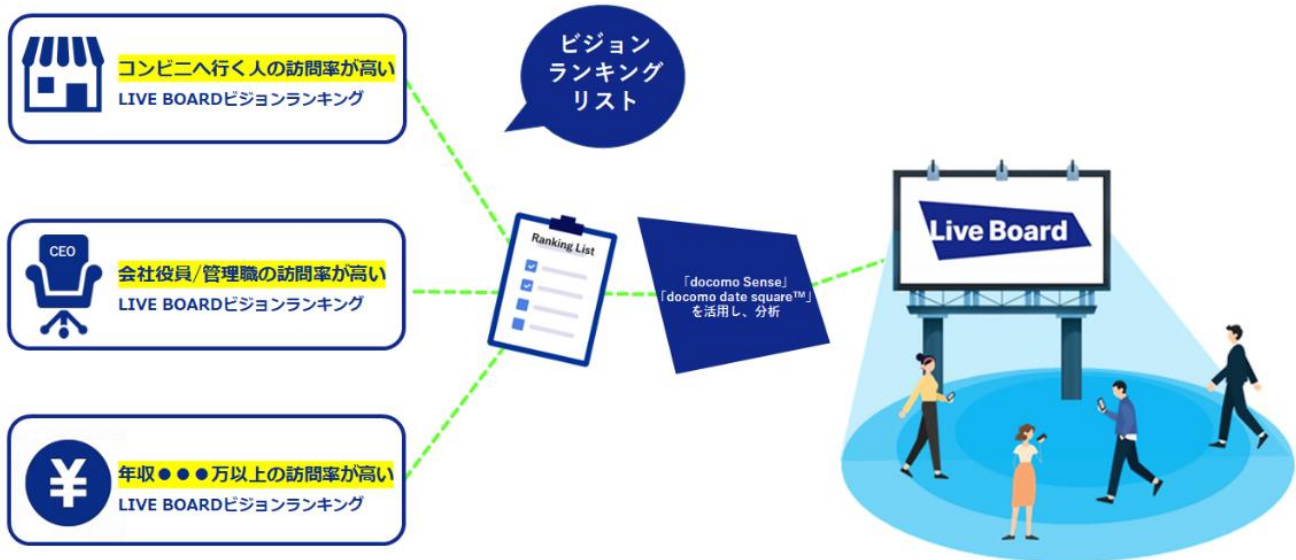 コンビニへ行く人の訪問率が高い
LIVE BOARDビジョンランキング
CEO
会社役員/管理職の訪問率が高い
LIVE BOARDビジョンランキング
¥
年収●●●万以上の訪問率が高い
LIVE BOARDビジョンランキング
ビジョン
ランキング
リスト
Ranking List
「docomo Sense」
「docomo date square™」
を活用し、分析
Live Board